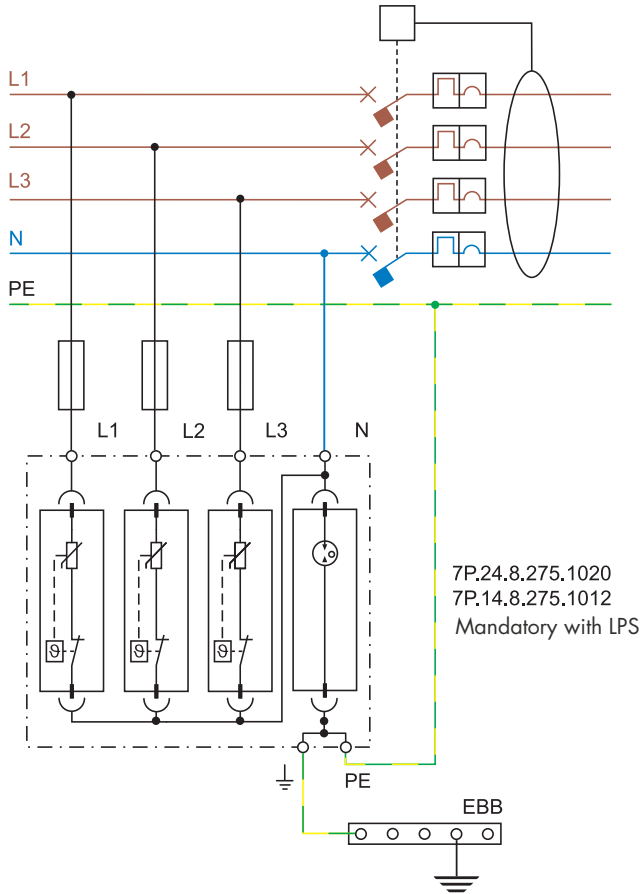 L1
L2
L3
N
PE
L1 L2 L3 N
ϑ ϑ ϑ
7P.24.8.275.1020
7P.14.8.275.1012
Mandatory with LPS
PE
EBB